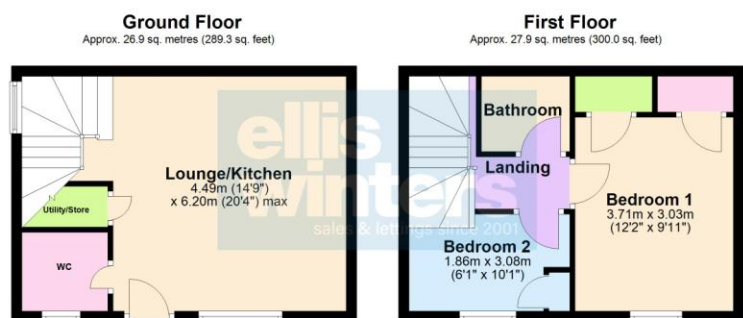 Ground Floor
Approx. 26.9 sq. metres (289.3 sq. feet)
Lounge/Kitchen
4.49m (14'9")
x 6.20m (20'4") max
Utility/Store
WC
First Floor
Approx. 27.9 sq. metres (300.0 sq. feet)
Bathroom
Landing
Bedroom 1
3.71m x 3.03m
(12'2" x 9'11")
Bedroom 2
1.86m x 3.08m
(6'1" x 10'1")
ellis
winters
sales & lettings since 2001